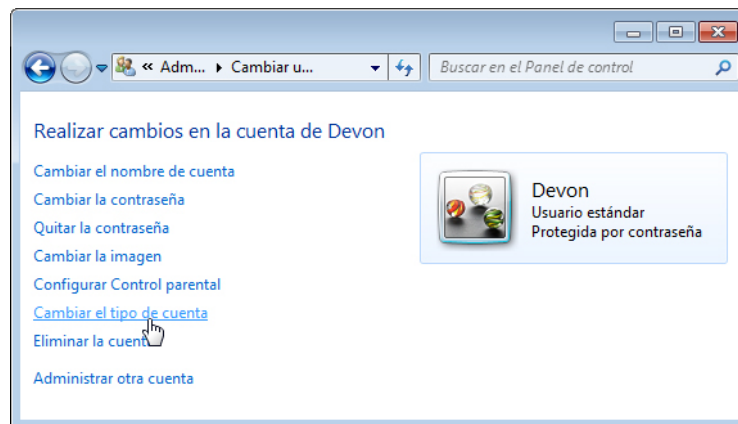 « Adm... ▸ Cambiar u...
Buscar en el Panel de control
Realizar cambios en la cuenta de Devon
Cambiar el nombre de cuenta
Cambiar la contraseña
Quitar la contraseña
Cambiar la imagen
Configurar Control parental
Cambiar el tipo de cuenta
Eliminar la cuent
Administrar otra cuenta
Devon
Usuario estándar
Protegida por contraseña